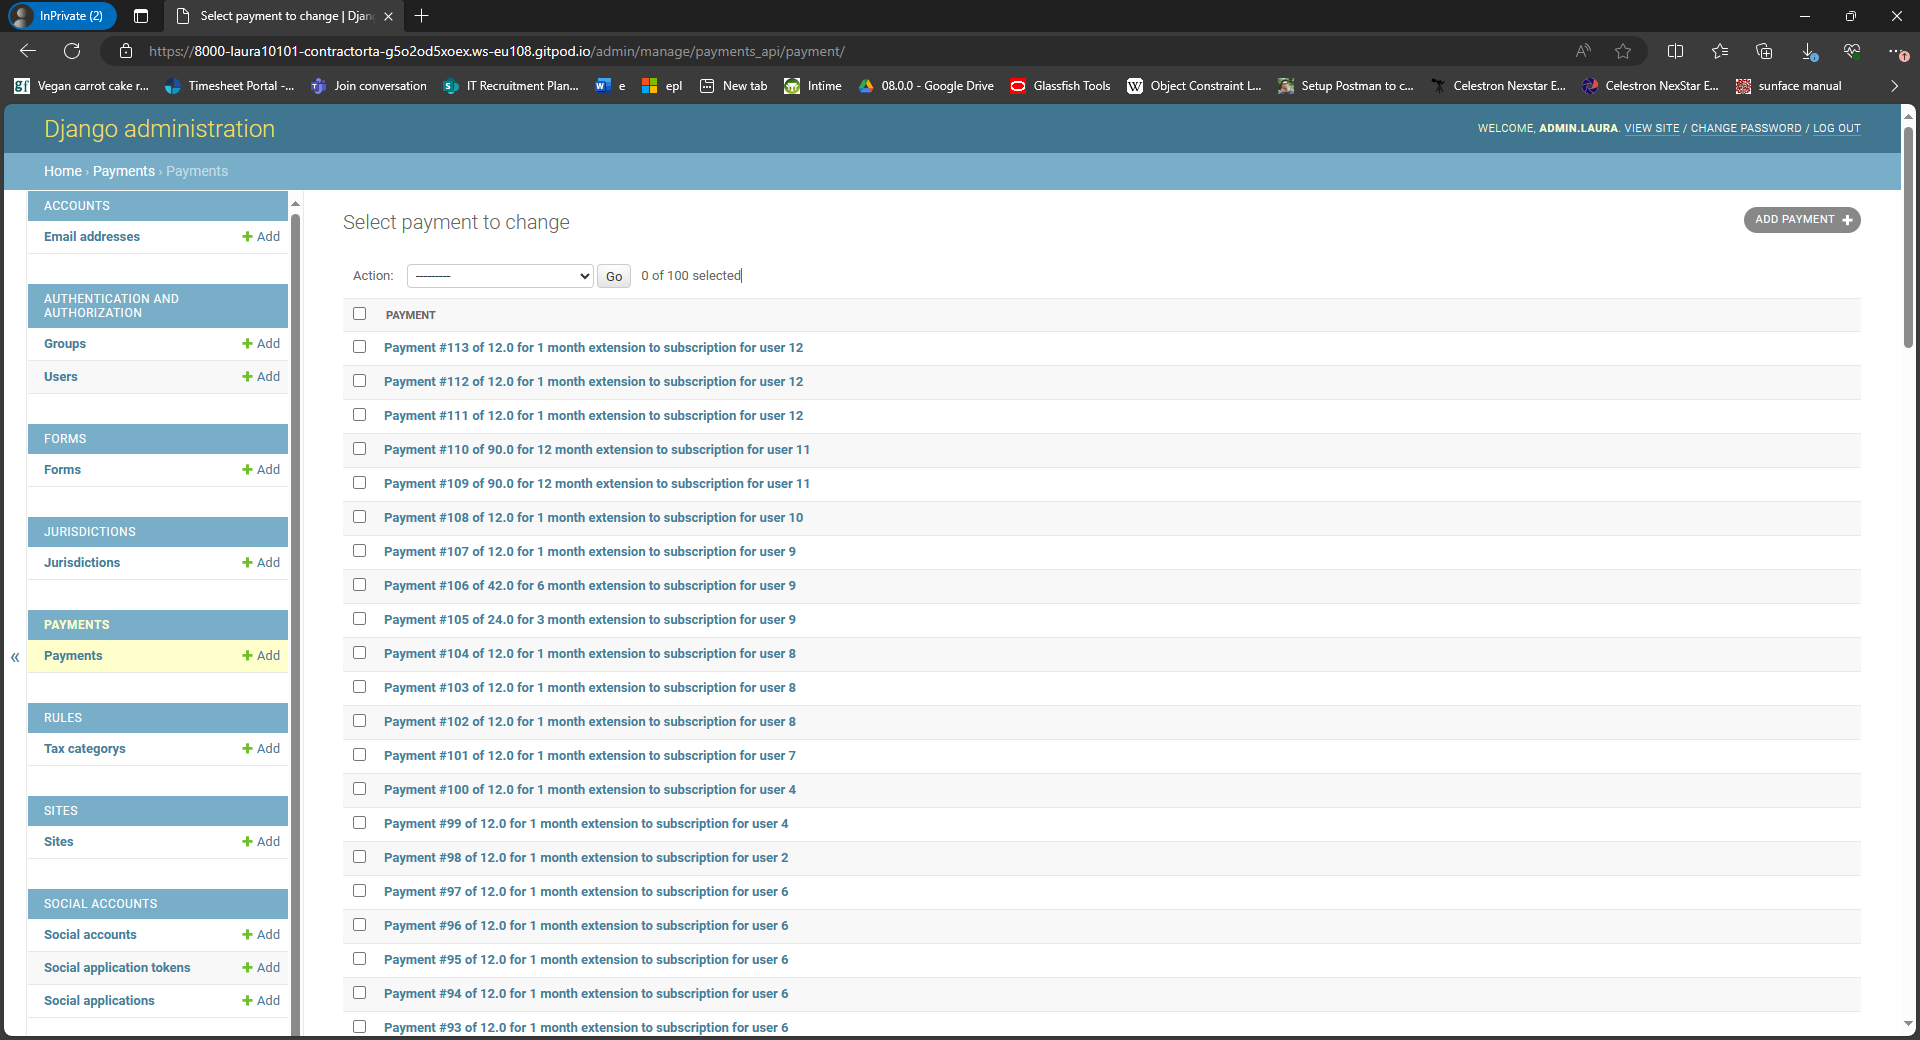 InPrivate (2)
Select payment to change | Djan
https://8000-laura10101-contractorta-g5o2od5xoex.ws-eu108.gitpod.io/admin/manage/payments_api/payment/
Vegan carrot cake r...
Timesheet Portal -...
Join conversation
IT Recruitment Plan...
e
epl
New tab
Intime
08.0.0 - Google Drive
Glassfish Tools
Object Constraint L...
Setup Postman to c...
Celestron Nexstar E...
Celestron NexStar E...
sunface manual
Django administration
WELCOME, ADMIN.LAURA. VIEW SITE / CHANGE PASSWORD / LOG OUT
Home › Payments › Payments
ACCOUNTS
Email addresses + Add
AUTHENTICATION AND
AUTHORIZATION
Groups + Add
Users + Add
FORMS
Forms + Add
JURISDICTIONS
Jurisdictions + Add
PAYMENTS
Payments + Add
«
RULES
Tax categorys + Add
SITES
Sites + Add
SOCIAL ACCOUNTS
Social accounts + Add
Social application tokens + Add
Social applications + Add
Select payment to change
ADD PAYMENT +
Action: --------- Go 0 of 100 selected
PAYMENT
Payment #113 of 12.0 for 1 month extension to subscription for user 12
Payment #112 of 12.0 for 1 month extension to subscription for user 12
Payment #111 of 12.0 for 1 month extension to subscription for user 12
Payment #110 of 90.0 for 12 month extension to subscription for user 11
Payment #109 of 90.0 for 12 month extension to subscription for user 11
Payment #108 of 12.0 for 1 month extension to subscription for user 10
Payment #107 of 12.0 for 1 month extension to subscription for user 9
Payment #106 of 42.0 for 6 month extension to subscription for user 9
Payment #105 of 24.0 for 3 month extension to subscription for user 9
Payment #104 of 12.0 for 1 month extension to subscription for user 8
Payment #103 of 12.0 for 1 month extension to subscription for user 8
Payment #102 of 12.0 for 1 month extension to subscription for user 8
Payment #101 of 12.0 for 1 month extension to subscription for user 7
Payment #100 of 12.0 for 1 month extension to subscription for user 4
Payment #99 of 12.0 for 1 month extension to subscription for user 4
Payment #98 of 12.0 for 1 month extension to subscription for user 2
Payment #97 of 12.0 for 1 month extension to subscription for user 6
Payment #96 of 12.0 for 1 month extension to subscription for user 6
Payment #95 of 12.0 for 1 month extension to subscription for user 6
Payment #94 of 12.0 for 1 month extension to subscription for user 6
Payment #93 of 12.0 for 1 month extension to subscription for user 6